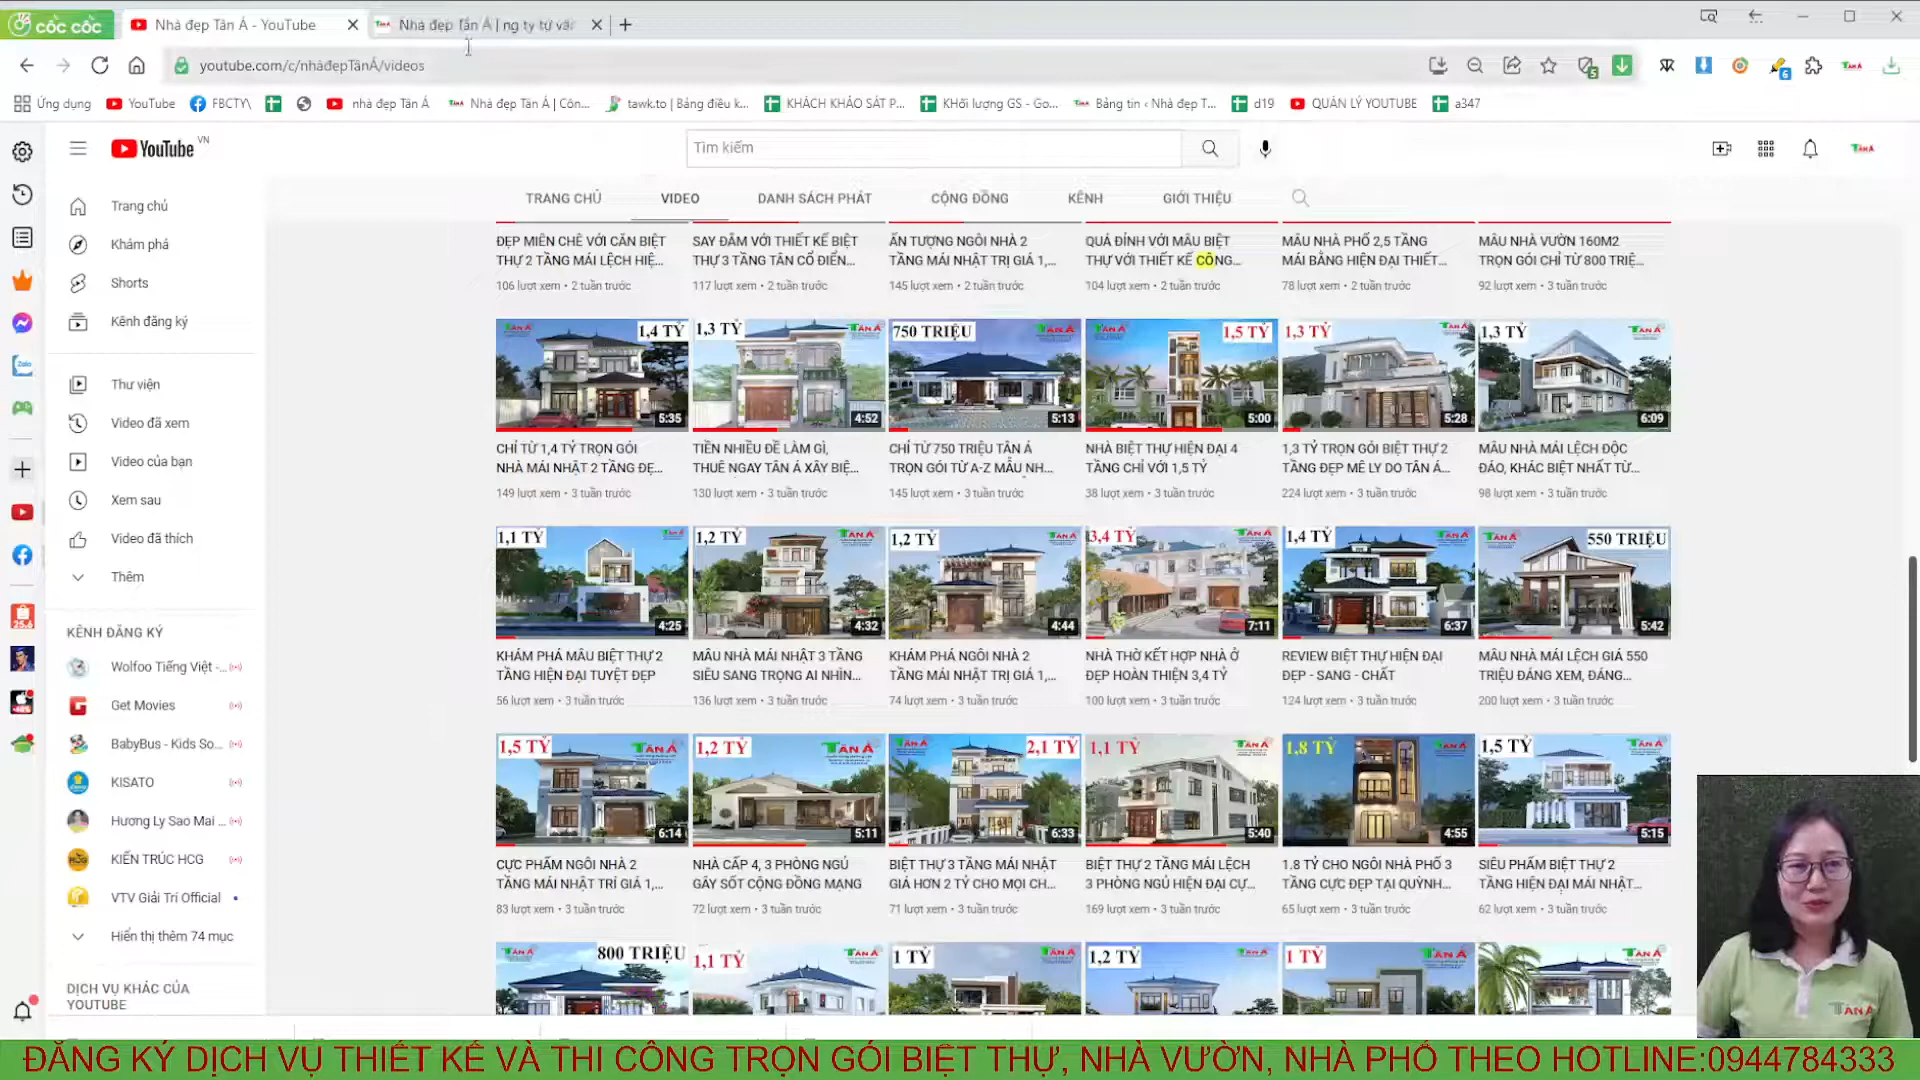 cốc cốc
Nhà đẹp Tân Á - YouTube
Nhà đẹp Tân Á | ng ty tư vấn
youtube.com/c/nhàđẹpTânÁ/videos
Ứng dụng
YouTube
FBCTY\
nhà đẹp Tân Á
Nhà đẹp Tân Á | Côn...
tawk.to | Bảng điều k...
KHÁCH KHẢO SÁT P...
KHối lượng GS - Go...
Bảng tin ‹ Nhà đẹp T...
d19
QUẢN LÝ YOUTUBE
a347
YouTube VN
Tìm kiếm
TRANG CHỦ
VIDEO
DANH SÁCH PHÁT
CỘNG ĐỒNG
KÊNH
GIỚI THIỆU
Trang chủ
Khám phá
Shorts
Kênh đăng ký
Thư viện
Video đã xem
Video của bạn
Xem sau
Video đã thích
Thêm
KÊNH ĐĂNG KÝ
Wolfoo Tiếng Việt -...
Get Movies
BabyBus - Kids So...
KISATO
Hương Ly Sao Mai ...
KIẾN TRÚC HCG
VTV Giải Trí Official
Hiển thị thêm 74 mục
DỊCH VỤ KHÁC CỦA
YOUTUBE
ĐẸP MIỄN CHÊ VỚI CĂN BIỆT
THỰ 2 TẦNG MÁI LỆCH HIỆ...
106 lượt xem • 2 tuần trước
SAY ĐẮM VỚI THIẾT KẾ BIỆT
THỰ 3 TẦNG TÂN CỔ ĐIỂN...
117 lượt xem • 2 tuần trước
ẤN TƯỢNG NGÔI NHÀ 2
TẦNG MÁI NHẬT TRỊ GIÁ 1,...
145 lượt xem • 2 tuần trước
QUÁ ĐỈNH VỚI MẪU BIỆT
THỰ VỚI THIẾT KẾ CÔNG...
104 lượt xem • 2 tuần trước
MẪU NHÀ PHỐ 2,5 TẦNG
MÁI BẰNG HIỆN ĐẠI THIẾT...
78 lượt xem • 2 tuần trước
MẪU NHÀ VƯỜN 160M2
TRỌN GÓI CHỈ TỪ 800 TRIỆ...
92 lượt xem • 3 tuần trước
1,4 TỶ
5:35
1,3 TỶ
4:52
750 TRIỆU
5:13
1,5 TỶ
5:00
1,3 TỶ
5:28
1,3 TỶ
6:09
CHỈ TỪ 1,4 TỶ TRỌN GÓI
NHÀ MÁI NHẬT 2 TẦNG ĐẸ...
149 lượt xem • 3 tuần trước
TIỀN NHIỀU ĐỂ LÀM GÌ,
THUÊ NGAY TÂN Á XÂY BIỆ...
130 lượt xem • 3 tuần trước
CHỈ TỪ 750 TRIỆU TÂN Á
TRỌN GÓI TỪ A-Z MẪU NH...
145 lượt xem • 3 tuần trước
NHÀ BIỆT THỰ HIỆN ĐẠI 4
TẦNG CHỈ VỚI 1,5 TỶ
38 lượt xem • 3 tuần trước
1,3 TỶ TRỌN GÓI BIỆT THỰ 2
TẦNG ĐẸP MÊ LY DO TÂN Á...
224 lượt xem • 3 tuần trước
MẪU NHÀ MÁI LỆCH ĐỘC
ĐÁO, KHÁC BIỆT NHẤT TỪ...
98 lượt xem • 3 tuần trước
1,1 TỶ
4:25
1,2 TỶ
4:32
1,2 TỶ
4:44
3,4 TỶ
7:11
1,4 TỶ
6:37
550 TRIỆU
5:42
KHÁM PHÁ MẪU BIỆT THỰ 2
TẦNG HIỆN ĐẠI TUYỆT ĐẸP
56 lượt xem • 3 tuần trước
MẪU NHÀ MÁI NHẬT 3 TẦNG
SIÊU SANG TRỌNG AI NHÌN...
136 lượt xem • 3 tuần trước
KHÁM PHÁ NGÔI NHÀ 2
TẦNG MÁI NHẬT TRỊ GIÁ 1,...
74 lượt xem • 3 tuần trước
NHÀ THỜ KẾT HỢP NHÀ Ở
ĐẸP HOÀN THIỆN 3,4 TỶ
100 lượt xem • 3 tuần trước
REVIEW BIỆT THỰ HIỆN ĐẠI
ĐẸP - SANG - CHẤT
124 lượt xem • 3 tuần trước
MẪU NHÀ MÁI LỆCH GIÁ 550
TRIỆU ĐÁNG XEM, ĐÁNG...
200 lượt xem • 3 tuần trước
1,5 TỶ
6:14
1,2 TỶ
5:11
2,1 TỶ
6:33
1,1 TỶ
5:40
1,8 TỶ
4:55
1,5 TỶ
5:15
CỰC PHẨM NGÔI NHÀ 2
TẦNG MÁI NHẬT TRỊ GIÁ 1,...
83 lượt xem • 3 tuần trước
NHÀ CẤP 4, 3 PHÒNG NGỦ
GÂY SỐT CỘNG ĐỒNG MẠNG
72 lượt xem • 3 tuần trước
BIỆT THỰ 3 TẦNG MÁI NHẬT
GIÁ HƠN 2 TỶ CHO MỌI CH...
71 lượt xem • 3 tuần trước
BIỆT THỰ 2 TẦNG MÁI LỆCH
3 PHÒNG NGỦ HIỆN ĐẠI CỰ...
169 lượt xem • 3 tuần trước
1.8 TỶ CHO NGÔI NHÀ PHỐ 3
TẦNG CỰC ĐẸP TẠI QUỲNH...
65 lượt xem • 3 tuần trước
SIÊU PHẨM BIỆT THỰ 2
TẦNG HIỆN ĐẠI MÁI NHẬT...
62 lượt xem • 3 tuần trước
800 TRIỆU
1,1 TỶ
1 TỶ
1,2 TỶ
1 TỶ
TÂN Á
ĐĂNG KÝ DỊCH VỤ THIẾT KẾ VÀ THI CÔNG TRỌN GÓI BIỆT THỰ, NHÀ VƯỜN, NHÀ PHỐ THEO HOTLINE:0944784333